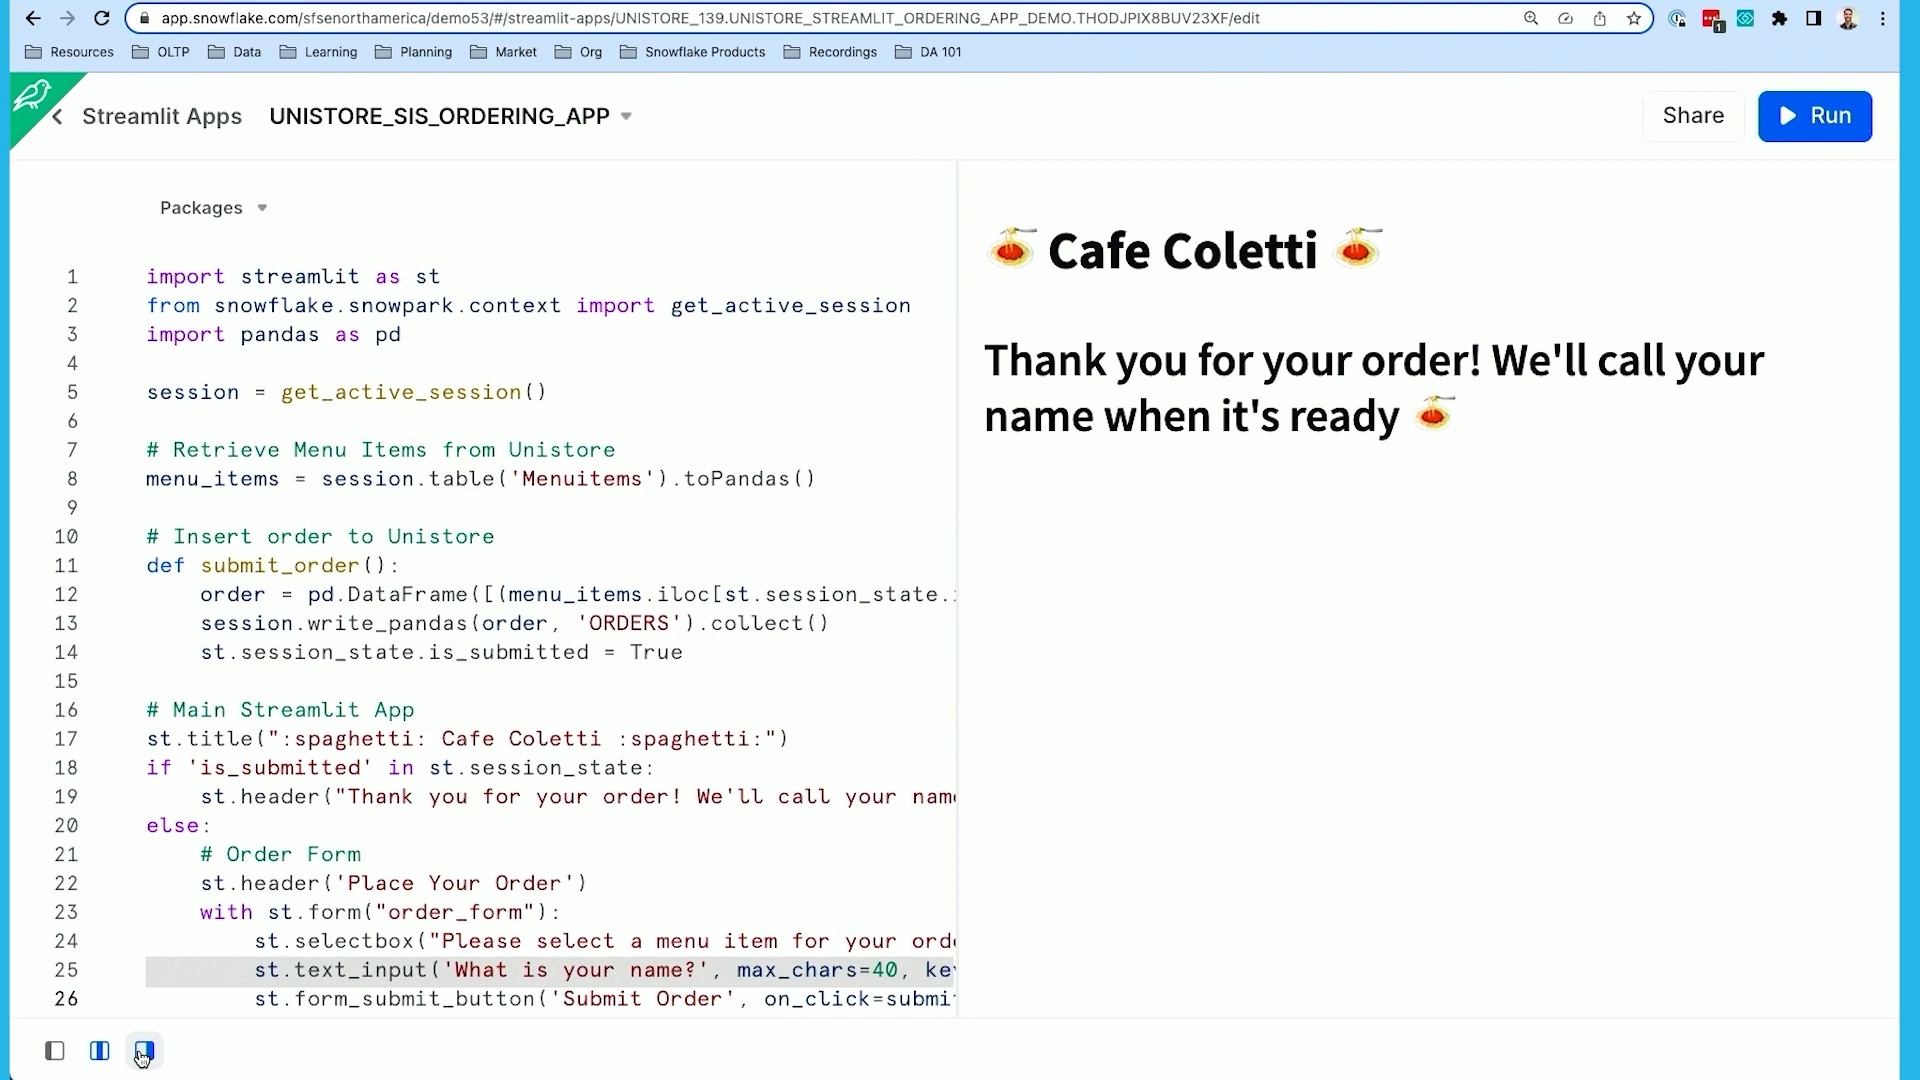 app.snowflake.com/sfsenorthamerica/demo53/#/streamlit-apps/UNISTORE_139.UNISTORE_STREAMLIT_ORDERING_APP_DEMO.THODJPIX8BUV23XF/edit
1
Resources OLTP Data Learning Planning Market Org Snowflake Products Recordings DA 101
Streamlit Apps UNISTORE_SIS_ORDERING_APP Share Run
Packages
1 import streamlit as st
2 from snowflake.snowpark.context import get_active_session
3 import pandas as pd
4
5 session = get_active_session()
6
7 # Retrieve Menu Items from Unistore
8 menu_items = session.table('Menuitems').toPandas()
9
10 # Insert order to Unistore
11 def submit_order():
12 order = pd.DataFrame([(menu_items.iloc[st.session_state.
13 session.write_pandas(order, 'ORDERS').collect()
14 st.session_state.is_submitted = True
15
16 # Main Streamlit App
17 st.title(":spaghetti: Cafe Coletti :spaghetti:")
18 if 'is_submitted' in st.session_state:
19 st.header("Thank you for your order! We'll call your nam
20 else:
21 # Order Form
22 st.header('Place Your Order')
23 with st.form("order_form"):
24 st.selectbox("Please select a menu item for your ord
25 st.text_input('What is your name?', max_chars=40, ke
26 st.form_submit_button('Submit Order', on_click=submi
Cafe Coletti
Thank you for your order! We'll call your
name when it's ready